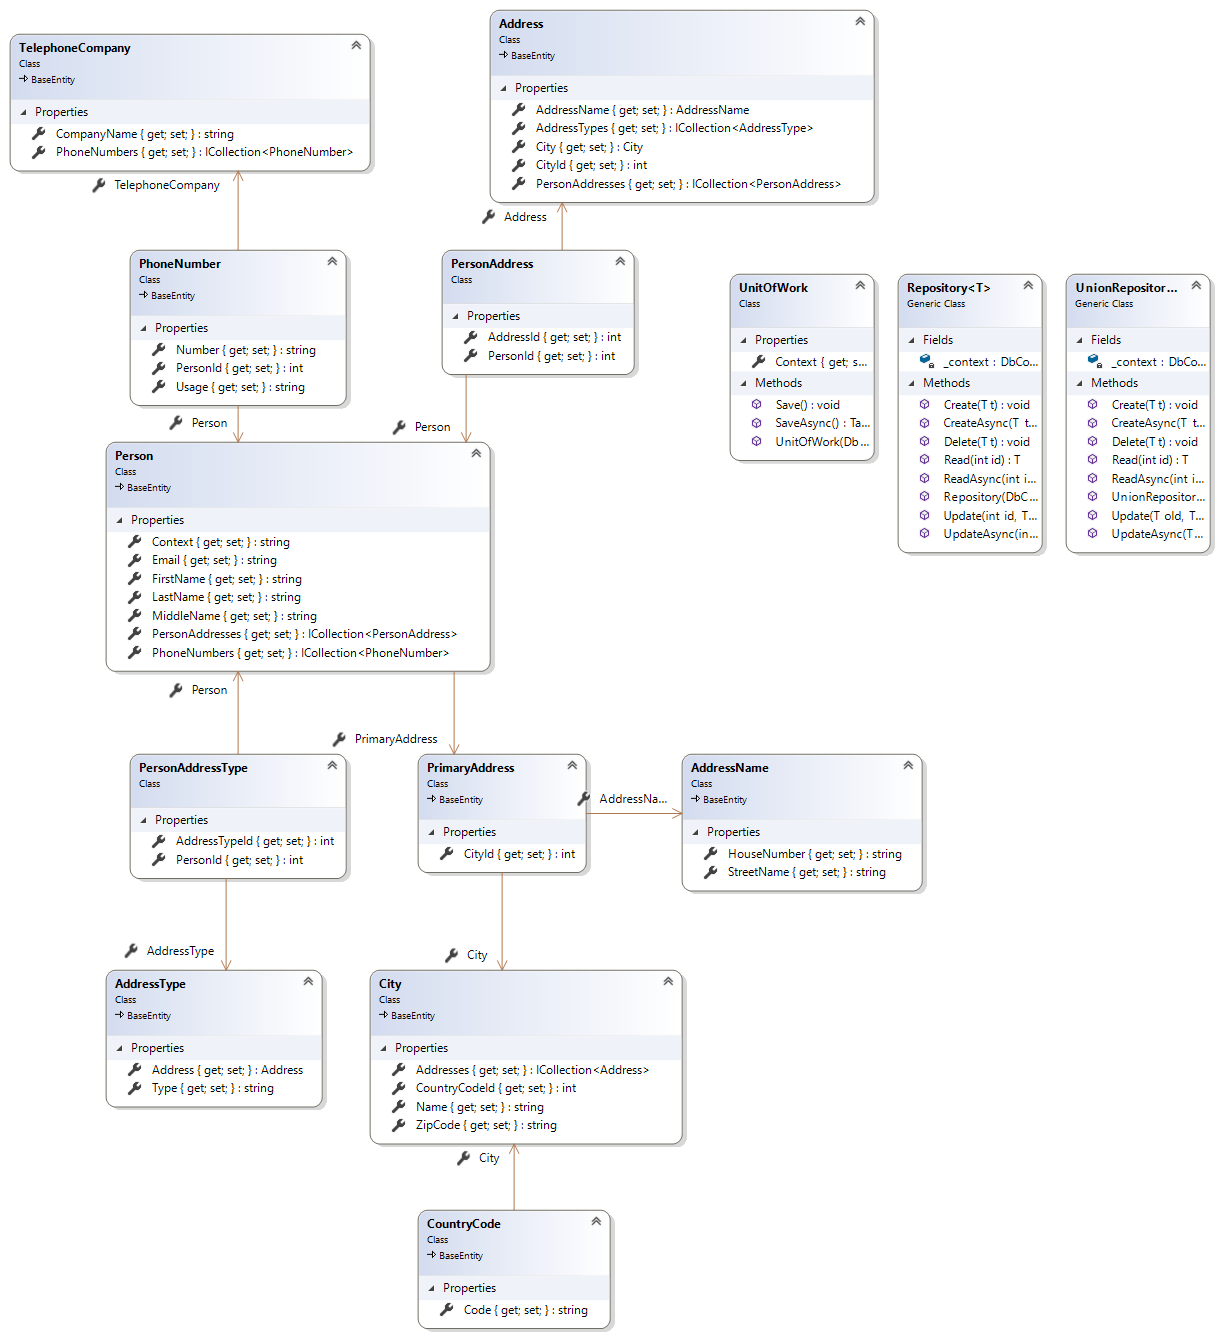 TelephoneCompany
Class
BaseEntity
Properties
CompanyName { get; set; } : string
PhoneNumbers { get; set; } : ICollection<PhoneNumber>
TelephoneCompany
Address
Class
BaseEntity
Properties
AddressName { get; set; } : AddressName
AddressTypes { get; set; } : ICollection<AddressType>
City { get; set; } : City
CityId { get; set; } : int
PersonAddresses { get; set; } : ICollection<PersonAddress>
Address
PhoneNumber
Class
BaseEntity
Properties
Number { get; set; } : string
PersonId { get; set; } : int
Usage { get; set; } : string
Person
PersonAddress
Class
Properties
AddressId { get; set; } : int
PersonId { get; set; } : int
Person
UnitOfWork
Class
Properties
Context { get; s...
Methods
Save() : void
SaveAsync() : Ta...
UnitOfWork(Db...
Repository<T>
Generic Class
Fields
_context : DbCo...
Methods
Create(T t) : void
CreateAsync(T t...
Delete(T t) : void
Read(int id) : T
ReadAsync(int i...
Repository(DbC...
Update(int id, T...
UpdateAsync(in...
UnionRepositor...
Generic Class
Fields
_context : DbCo...
Methods
Create(T t) : void
CreateAsync(T t...
Delete(T t) : void
Read(int id) : T
ReadAsync(int i...
UnionRepositor...
Update(T old, T...
UpdateAsync(T...
Person
Class
BaseEntity
Properties
Context { get; set; } : string
Email { get; set; } : string
FirstName { get; set; } : string
LastName { get; set; } : string
MiddleName { get; set; } : string
PersonAddresses { get; set; } : ICollection<PersonAddress>
PhoneNumbers { get; set; } : ICollection<PhoneNumber>
Person
PrimaryAddress
PersonAddressType
Class
Properties
AddressTypeId { get; set; } : int
PersonId { get; set; } : int
AddressType
PrimaryAddress
Class
BaseEntity
Properties
CityId { get; set; } : int
AddressNa...
City
AddressName
Class
BaseEntity
Properties
HouseNumber { get; set; } : string
StreetName { get; set; } : string
AddressType
Class
BaseEntity
Properties
Address { get; set; } : Address
Type { get; set; } : string
City
Class
BaseEntity
Properties
Addresses { get; set; } : ICollection<Address>
CountryCodeId { get; set; } : int
Name { get; set; } : string
ZipCode { get; set; } : string
City
CountryCode
Class
BaseEntity
Properties
Code { get; set; } : string